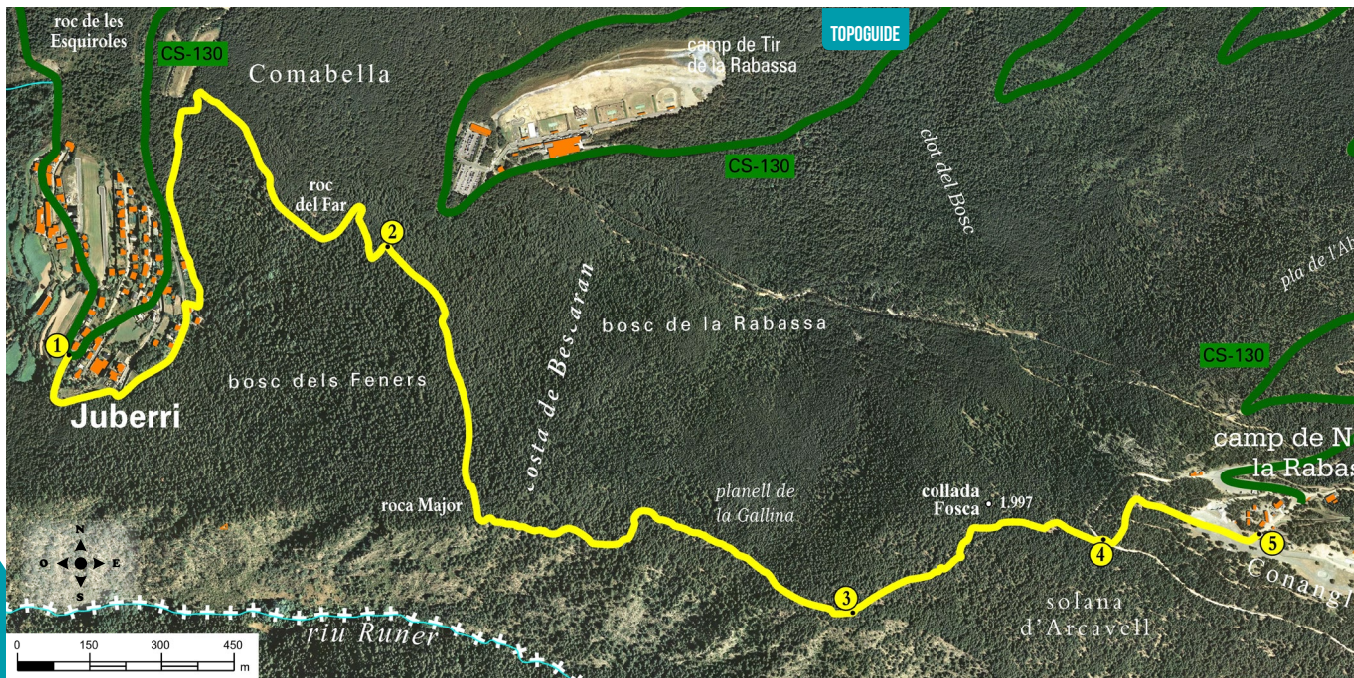 roc de les
Esquiroles
CS-130
Comabella
TOPOGUIDE
camp de Tir
de la Rabassa
CS-130
clot del Bosc
roc
del Far
2
pla de l'Ab
costa de Bescaran
bosc de la Rabassa
1
CS-130
bosc dels Feners
Juberri
camp de N
la Rabas
roca Major
planell de
la Gallina
collada
Fosca
1.997
N
O
E
S
4
5
Conangl
3
solana
d'Arcavell
riu Runer
0 150 300 450
m